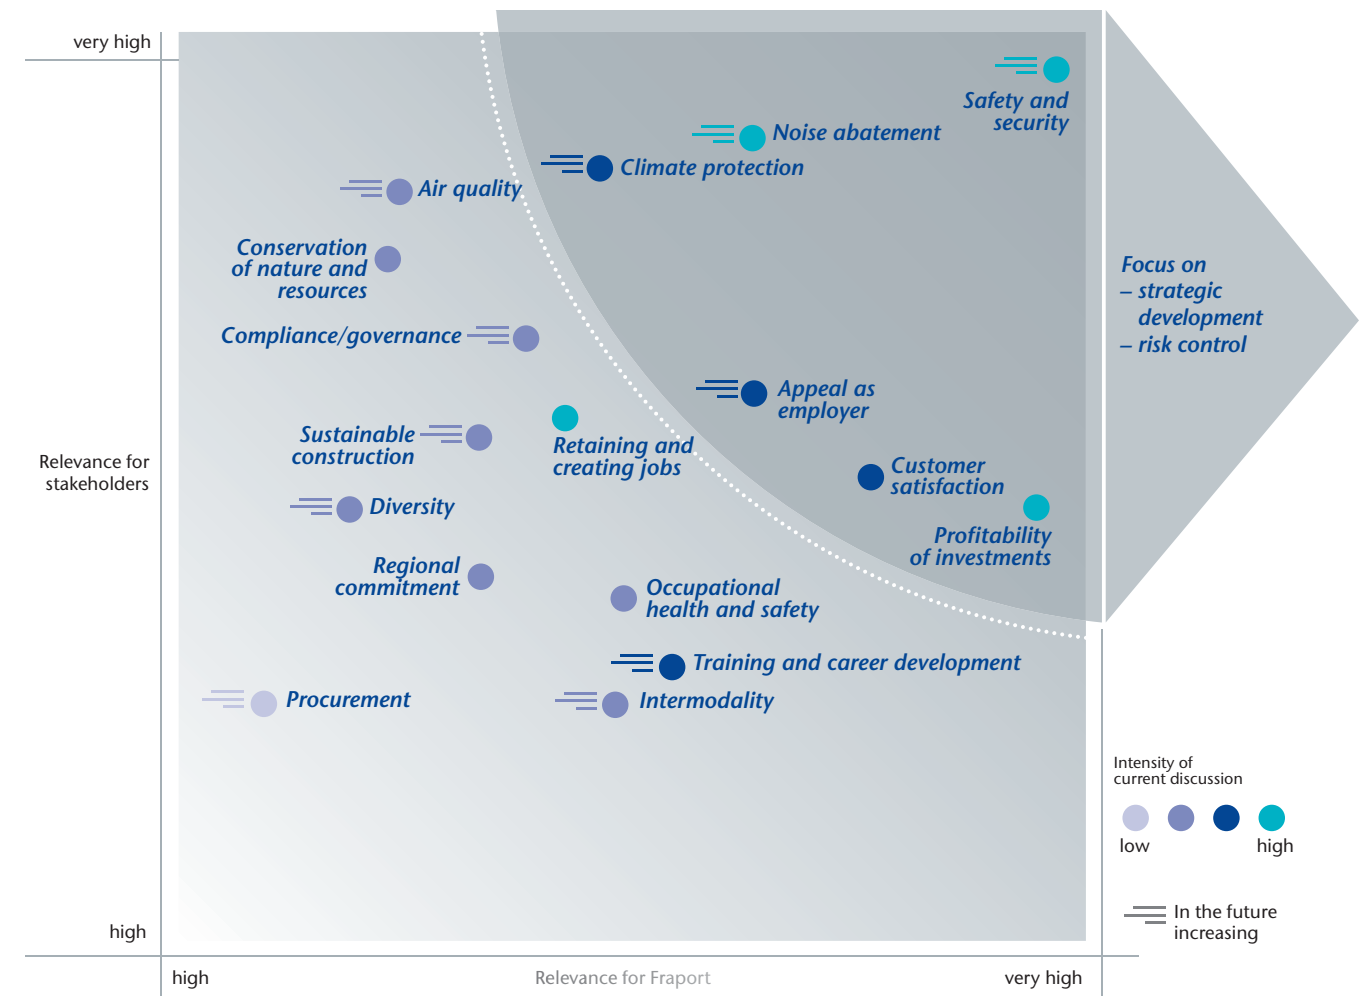 very high
Safety and
security
Noise abatement
Climate protection
Air quality
Conservation
of nature and
resources
Compliance/governance
Focus on
– strategic
development
– risk control
Appeal as
employer
Sustainable
construction
Retaining and
creating jobs
Relevance for
stakeholders
Customer
satisfaction
Diversity
Profitability
of investments
Regional
commitment
Occupational
health and safety
Training and career development
Procurement
Intermodality
Intensity of
current discussion
low
high
In the future
increasing
high
high
Relevance for Fraport
very high